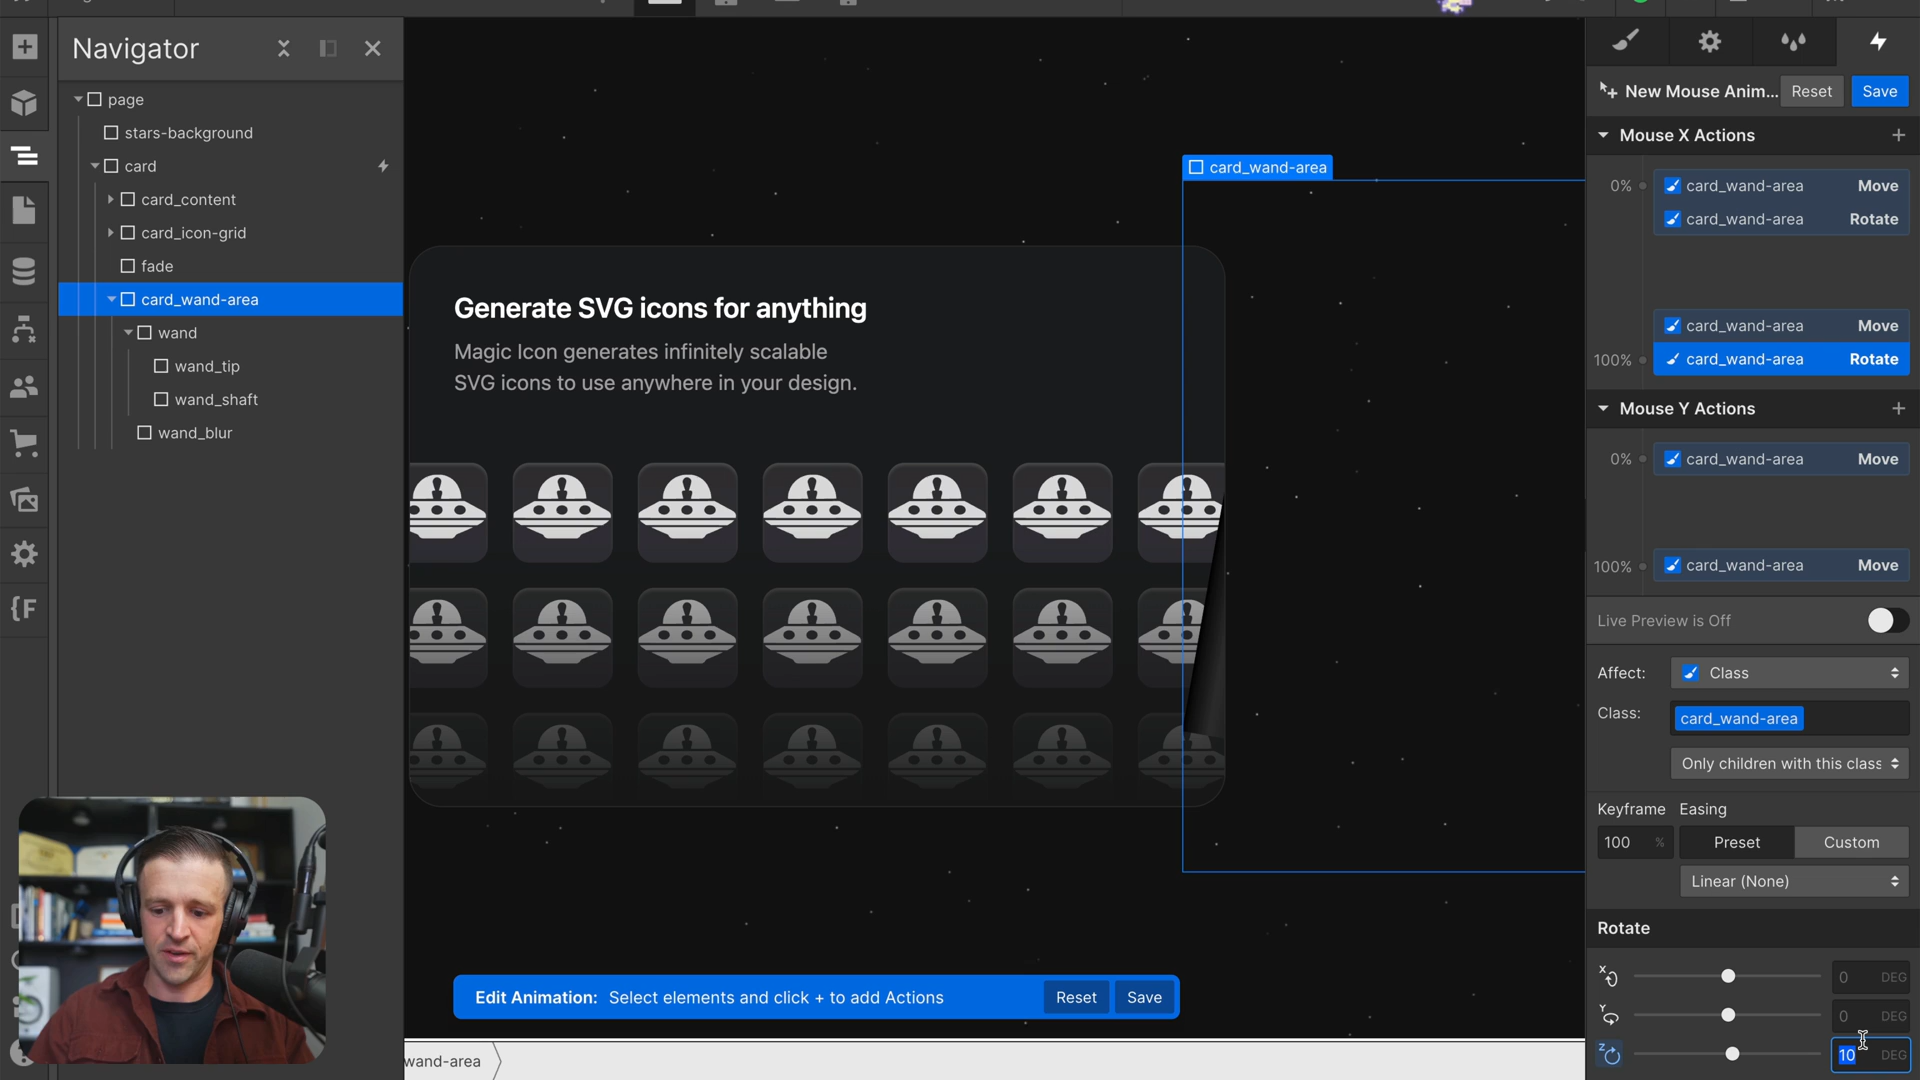 Navigator
page
stars-background
card
card_content
card_icon-grid
fade
card_wand-area
wand
wand_tip
wand_shaft
wand_blur
card_wand-area
Generate SVG icons for anything
Magic Icon generates infinitely scalable
SVG icons to use anywhere in your design.
Edit Animation: Select elements and click + to add Actions
Reset
Save
wand-area
New Mouse Anim...
Reset
Save
Mouse X Actions
0%
card_wand-area Move
card_wand-area Rotate
card_wand-area Move
100%
card_wand-area Rotate
Mouse Y Actions
0%
card_wand-area Move
100%
card_wand-area Move
Live Preview is Off
Affect:
Class
Class:
card_wand-area
Only children with this class
Keyframe
Easing
100 %
Preset
Custom
Linear (None)
Rotate
X
0 DEG
Y
0 DEG
Z
10 DEG